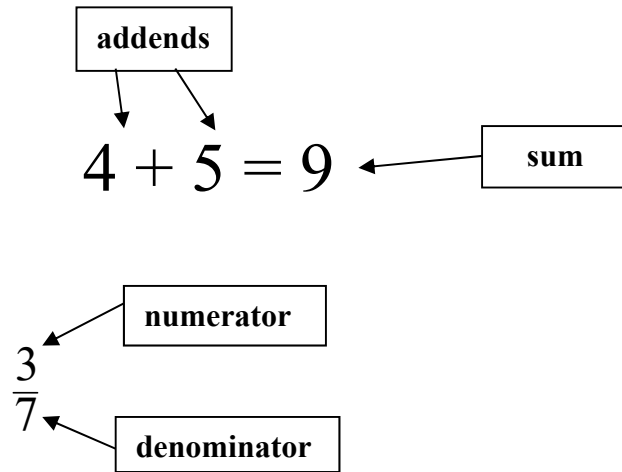 addends
4 + 5 = 9
sum
numerator
3
7
denominator